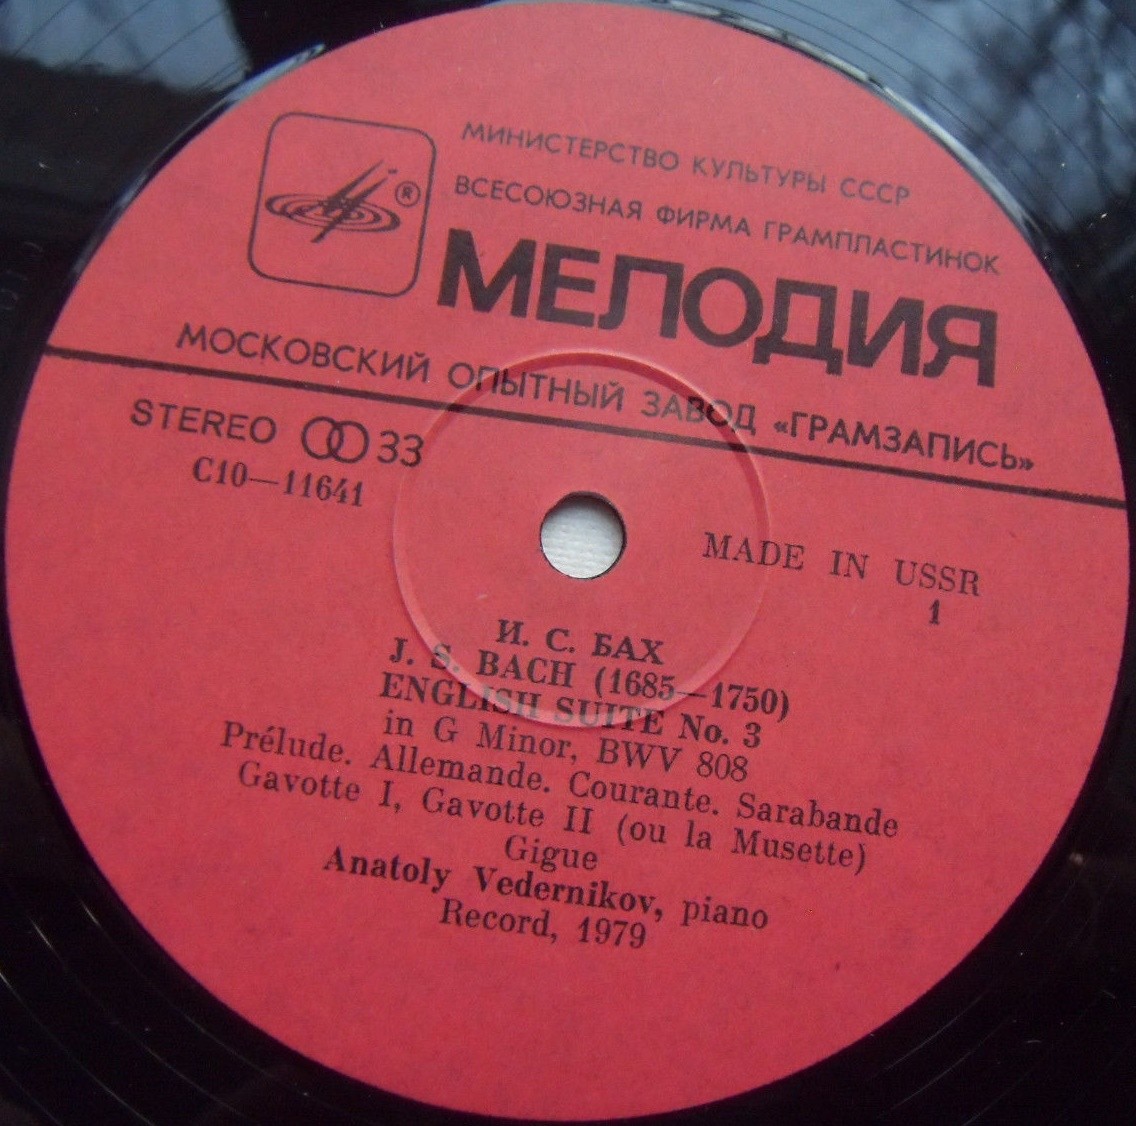 МИНИСТЕРСТВО КУЛЬТУРЫ СССР
ВСЕСОЮЗНАЯ ФИРМА ГРАМПЛАСТИНОК
®
МЕЛОДИЯ
МОСКОВСКИЙ ОПЫТНЫЙ ЗАВОД «ГРАМЗАПИСЬ»
STEREO 33
С10—11641
MADE IN USSR
1
И. С. БАХ
J. S. BACH (1685—1750)
ENGLISH SUITE No. 3
in G Minor, BWV 808
Prélude. Allemande. Courante. Sarabande
Gavotte I, Gavotte II (ou la Musette)
Gigue
Anatoly Vedernikov, piano
Record, 1979